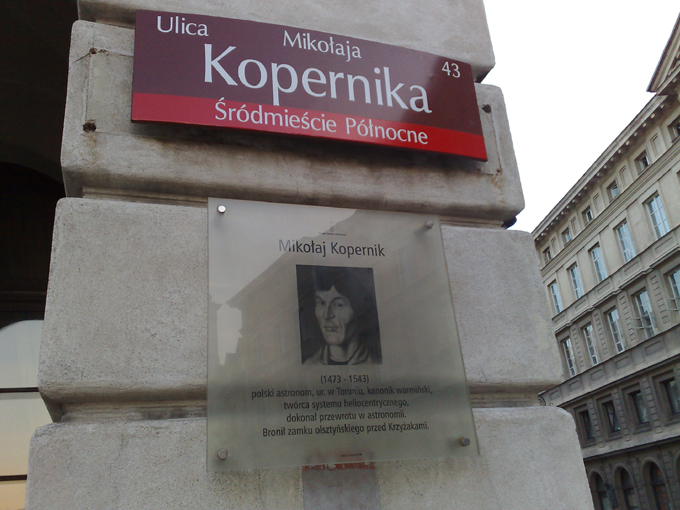 Ulica
Mikołaja
43
Kopernika
Śródmieście Północne
Mikołaj Kopernik
(1473 - 1543)
polski astronom, ur. w Toruniu, kanonik warmiński,
twórca systemu heliocentrycznego,
dokonał przewrotu w astronomii.
Bronił zamku olsztyńskiego przed Krzyżakami.